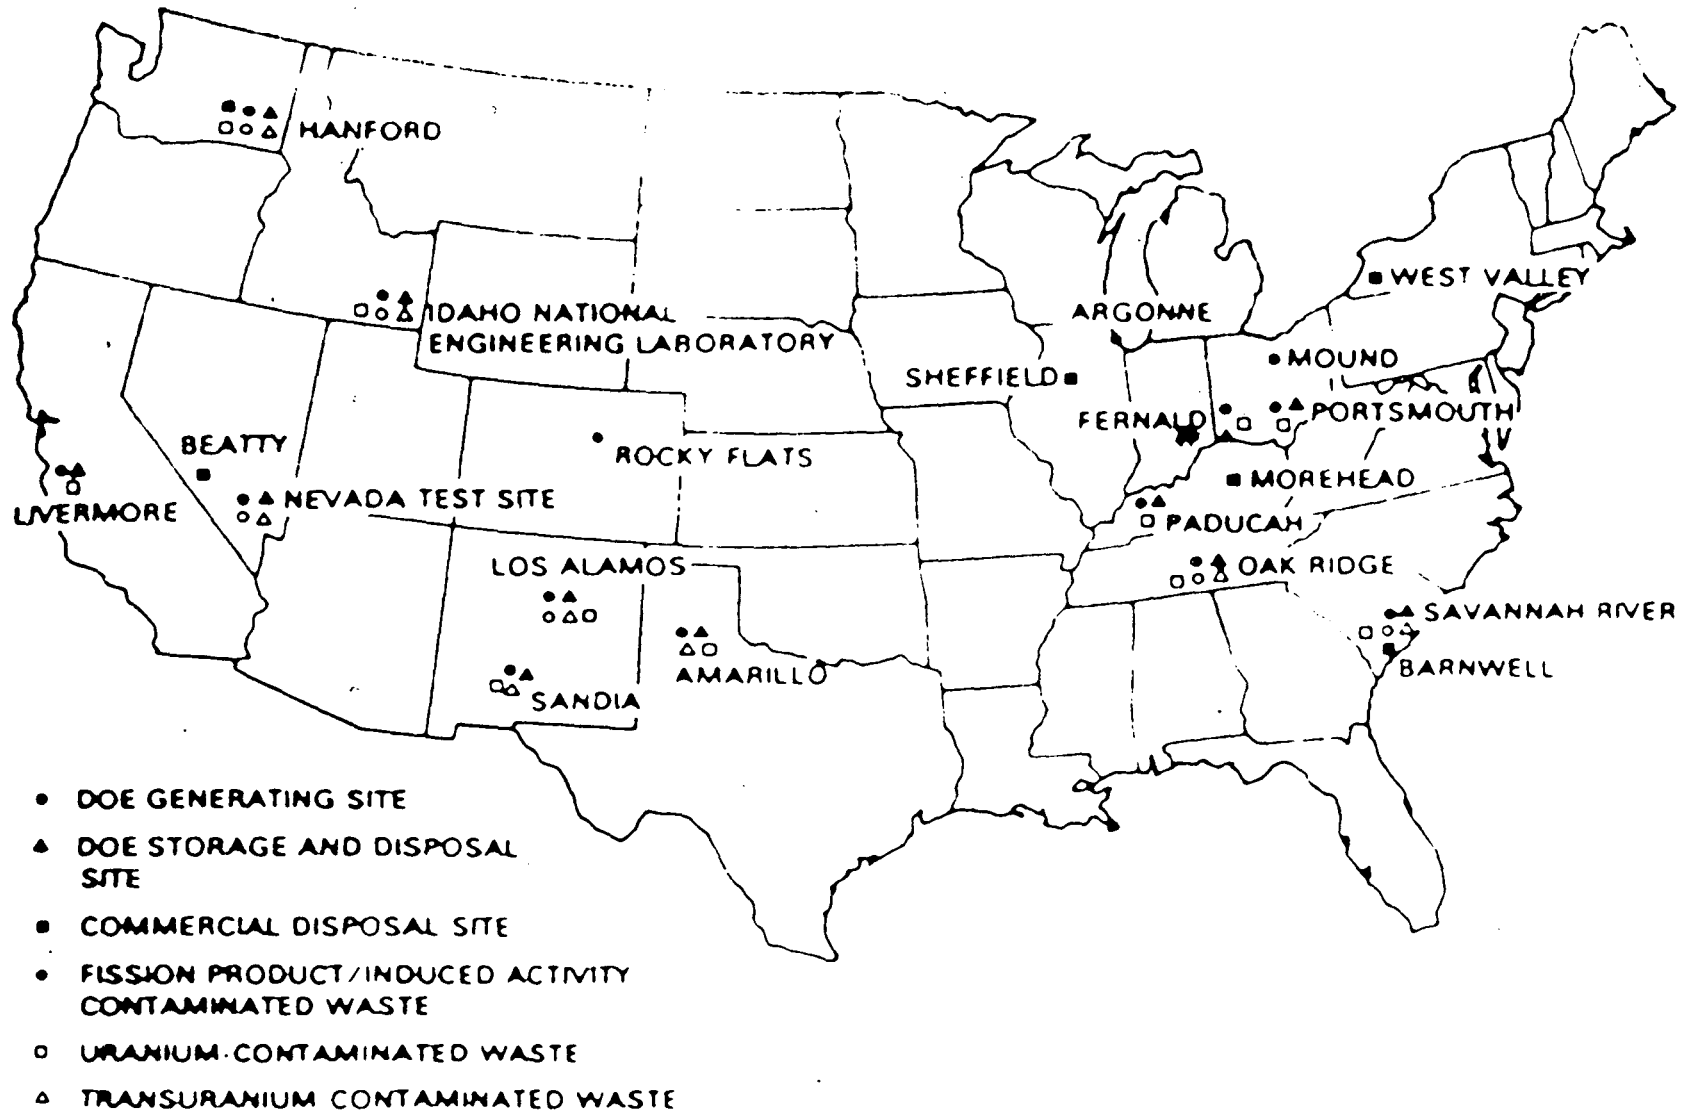 HANFORD
WEST VALLEY
IDAHO NATIONAL
ENGINEERING LABORATORY
ARGONNE
MOUND
SHEFFIELD
PORTSMOUTH
FERNALD
BEATTY
ROCKY FLATS
MOREHEAD
NEVADA TEST SITE
LIVERMORE
PADUCAH
LOS ALAMOS
OAK RIDGE
SAVANNAH RIVER
AMARILLO
BARNWELL
SANDIA
DOE GENERATING SITE
DOE STORAGE AND DISPOSAL
SITE
COMMERCIAL DISPOSAL SITE
FISSION PRODUCT/INDUCED ACTIVITY
CONTAMINATED WASTE
URANIUM-CONTAMINATED WASTE
TRANSURANIUM CONTAMINATED WASTE